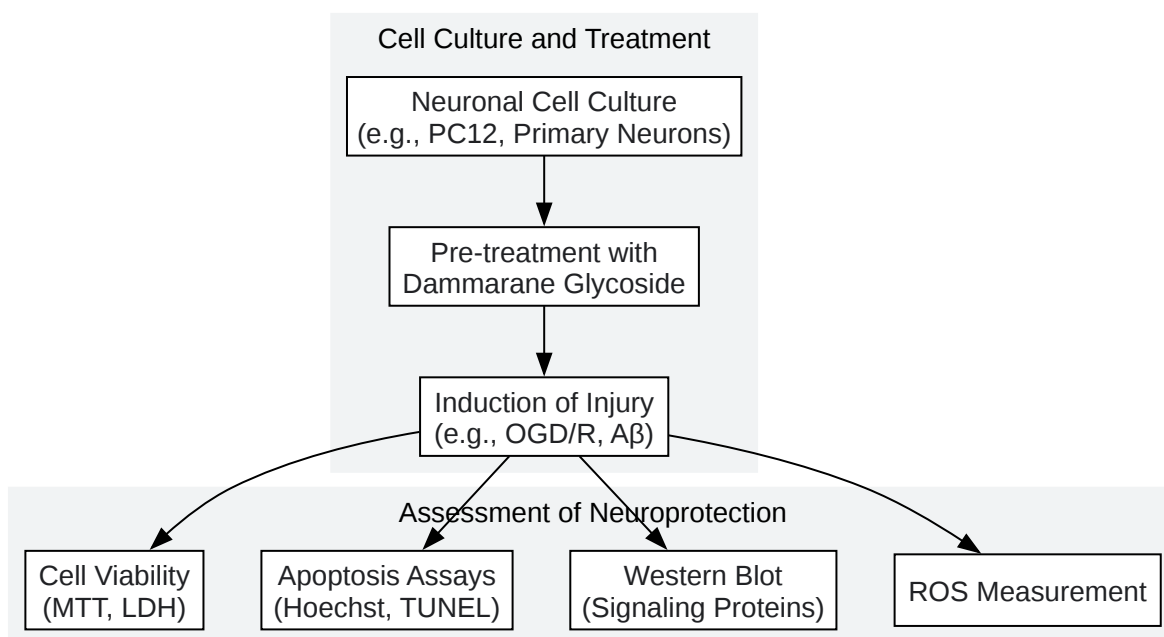 Cell Culture and Treatment
Neuronal Cell Culture
(e.g., PC12, Primary Neurons)
Pre-treatment with
Dammarane Glycoside
Induction of Injury
(e.g., OGD/R, Aβ)
Assessment of Neuroprotection
Cell Viability
(MTT, LDH)
Apoptosis Assays
(Hoechst, TUNEL)
Western Blot
(Signaling Proteins)
ROS Measurement